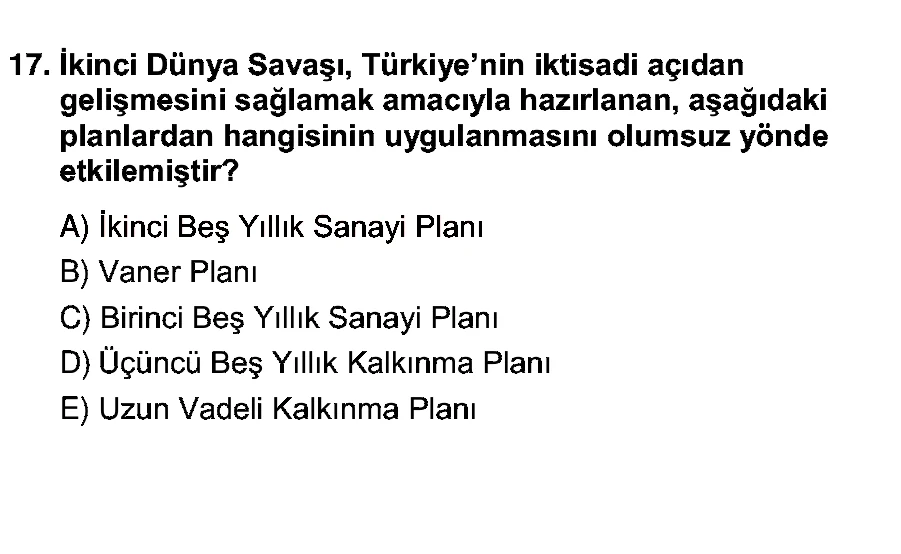 17. İkinci Dünya Savaşı, Türkiye'nin iktisadi açıdan
gelişmesini sağlamak amacıyla hazırlanan, aşağıdaki
planlardan hangisinin uygulanmasını olumsuz yönde
etkilemiştir?
A) İkinci Beş Yıllık Sanayi Planı
B) Vaner Planı
C) Birinci Beş Yıllık Sanayi Planı
D) Üçüncü Beş Yıllık Kalkınma Planı
E) Uzun Vadeli Kalkınma Planı